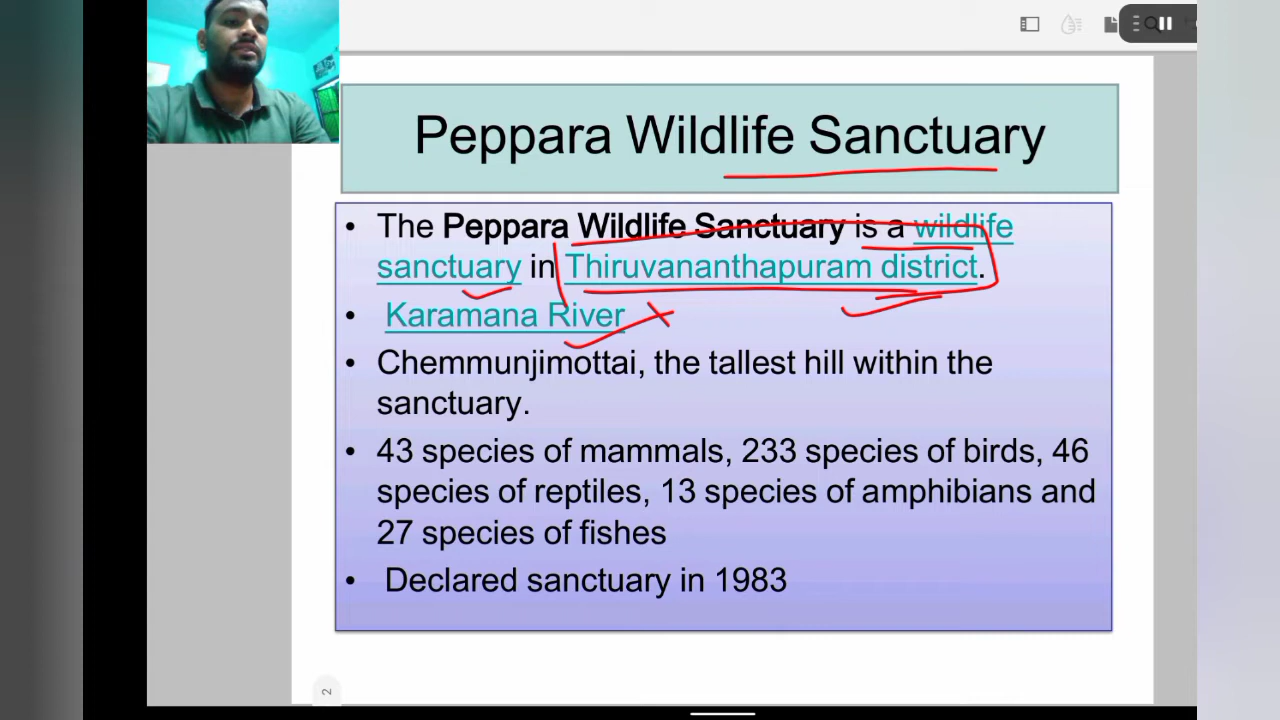 Peppara Wildlife Sanctuary
• The Peppara Wildlife Sanctuary is a wildlife
sanctuary in Thiruvananthapuram district.
• Karamana River
• Chemmunjimottai, the tallest hill within the
sanctuary.
• 43 species of mammals, 233 species of birds, 46
species of reptiles, 13 species of amphibians and
27 species of fishes
• Declared sanctuary in 1983
2